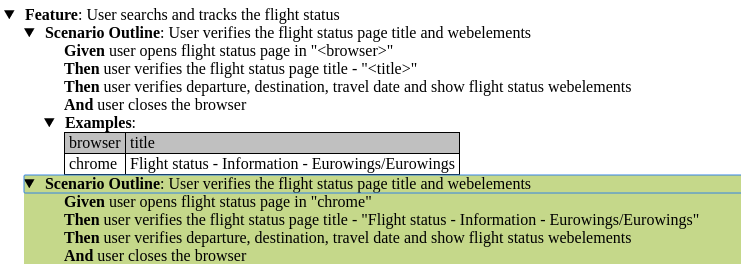 Feature: User searchs and tracks the flight status
Scenario Outline: User verifies the flight status page title and webelements
Given user opens flight status page in "<browser>"
Then user verifies the flight status page title - "<title>"
Then user verifies departure, destination, travel date and show flight status webelements
And user closes the browser
Examples:
browser title
chrome Flight status - Information - Eurowings/Eurowings
Scenario Outline: User verifies the flight status page title and webelements
Given user opens flight status page in "chrome"
Then user verifies the flight status page title - "Flight status - Information - Eurowings/Eurowings"
Then user verifies departure, destination, travel date and show flight status webelements
And user closes the browser